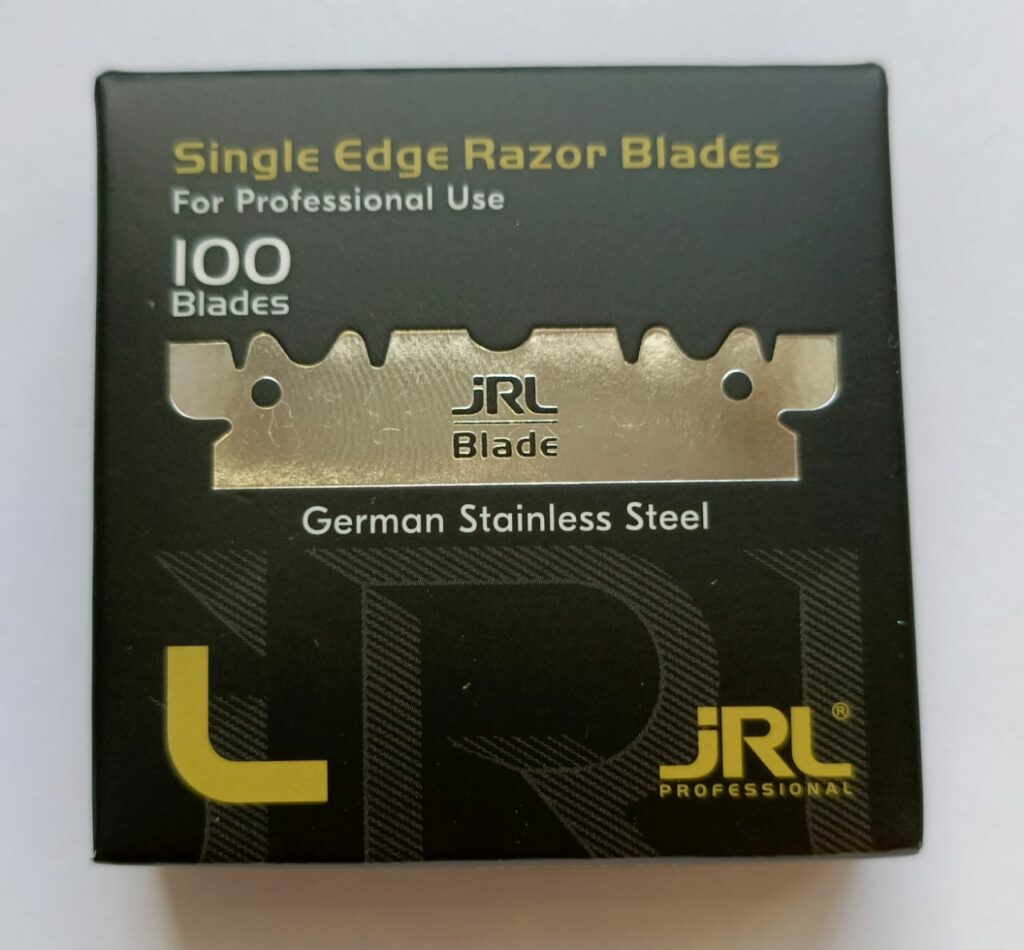 Single Edge Razor Blades
For Professional Use
100
Blades
JRL
Blade
German Stainless Steel
JRL®
PROFESSIONAL